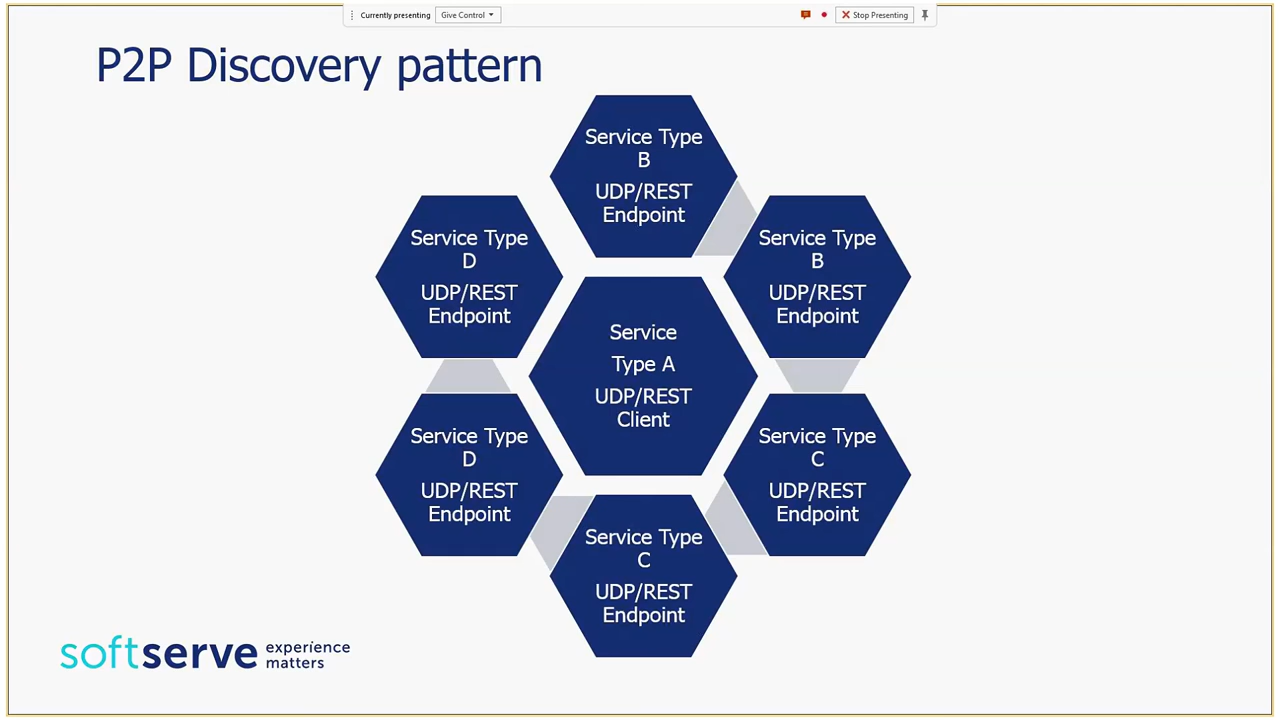 Currently presenting
Give Control
Stop Presenting
P2P Discovery pattern
Service Type
B
UDP/REST
Endpoint
Service Type
D
UDP/REST
Endpoint
Service Type
B
UDP/REST
Endpoint
Service
Type A
UDP/REST
Client
Service Type
D
UDP/REST
Endpoint
Service Type
C
UDP/REST
Endpoint
Service Type
C
UDP/REST
Endpoint
softserve
experience
matters